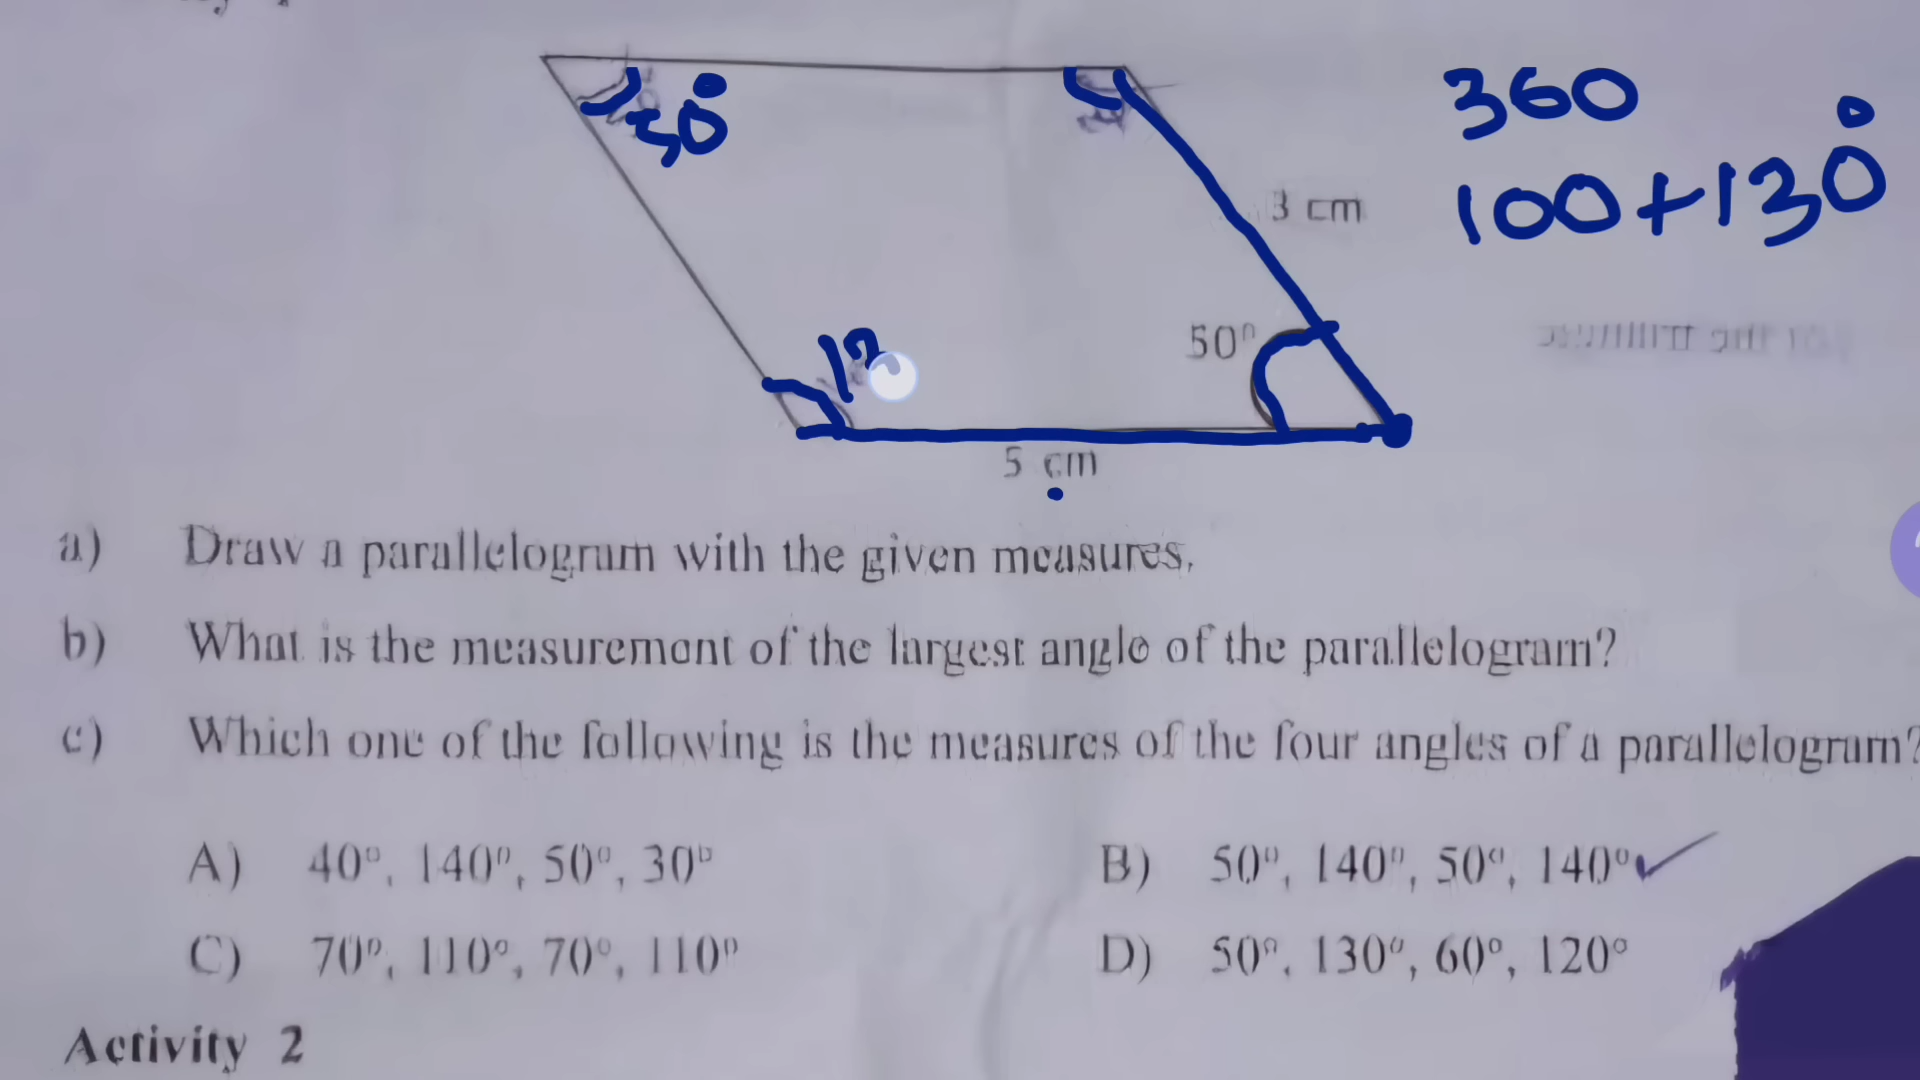 50°
360
100+130°
3 cm
50°
13
5 cm
a) Draw a parallelogram with the given measures.
b) What is the measurement of the largest angle of the parallelogram?
c) Which one of the following is the measures of the four angles of a parallelogram?
A) 40°, 140°, 50°, 30° B) 50°, 140°, 50°, 140°
C) 70°, 110°, 70°, 110° D) 50°, 130°, 60°, 120°
Activity 2